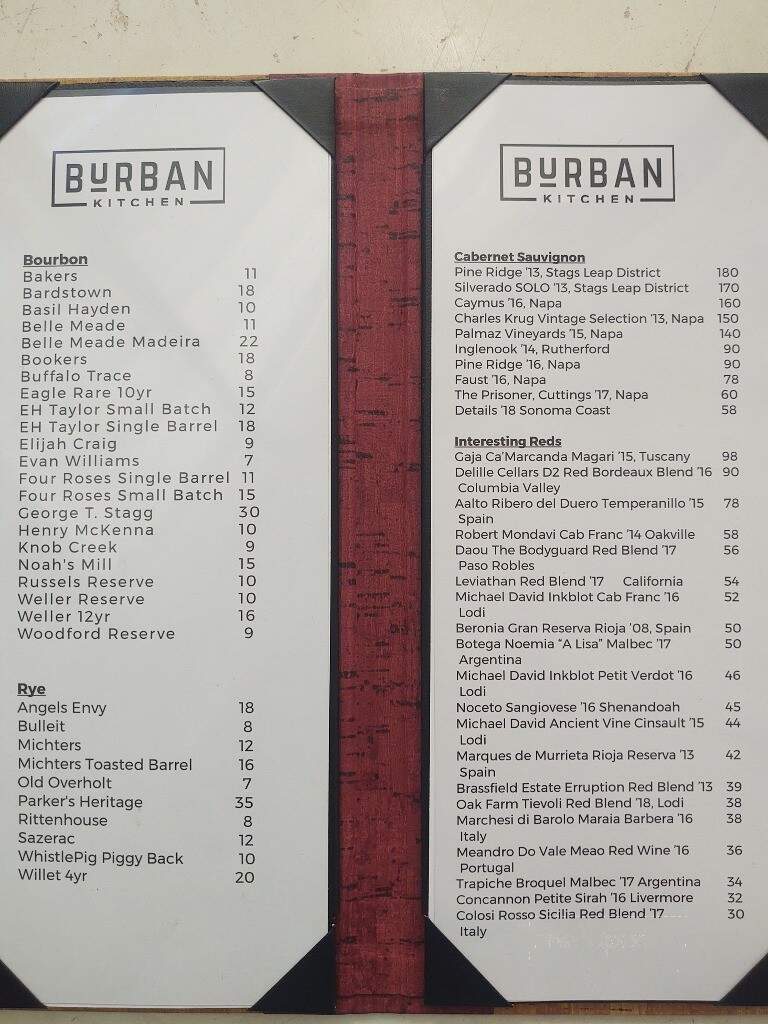 BURBAN
KITCHEN
Bourbon
Bakers 11
Bardstown 18
Basil Hayden 10
Belle Meade 11
Belle Meade Madeira 22
Bookers 18
Buffalo Trace 8
Eagle Rare 10yr 15
EH Taylor Small Batch 12
EH Taylor Single Barrel 18
Elijah Craig 9
Evan Williams 7
Four Roses Single Barrel 11
Four Roses Small Batch 15
George T. Stagg 30
Henry McKenna 10
Knob Creek 9
Noah's Mill 15
Russels Reserve 10
Weller Reserve 10
Weller 12yr 16
Woodford Reserve 9
Rye
Angels Envy 18
Bulleit 8
Michters 12
Michters Toasted Barrel 16
Old Overholt 7
Parker's Heritage 35
Rittenhouse 8
Sazerac 12
WhistlePig Piggy Back 10
Willet 4yr 20
BURBAN
KITCHEN
Cabernet Sauvignon
Pine Ridge '13, Stags Leap District 180
Silverado SOLO '13, Stags Leap District 170
Caymus '16, Napa 160
Charles Krug Vintage Selection '13, Napa 150
Palmaz Vineyards '15, Napa 140
Inglenook '14, Rutherford 90
Pine Ridge '16, Napa 90
Faust '16, Napa 78
The Prisoner, Cuttings '17, Napa 60
Details '18 Sonoma Coast 58
Interesting Reds
Gaja Ca'Marcanda Magari '15, Tuscany 98
Delille Cellars D2 Red Bordeaux Blend '16 90
Columbia Valley
Aalto Ribero del Duero Temperanillo '15 78
Spain
Robert Mondavi Cab Franc '14 Oakville 58
Daou The Bodyguard Red Blend '17 56
Paso Robles
Leviathan Red Blend '17 California 54
Michael David Inkblot Cab Franc '16 52
Lodi
Beronia Gran Reserva Rioja '08, Spain 50
Botega Noemia "A Lisa" Malbec '17 50
Argentina
Michael David Inkblot Petit Verdot '16 46
Lodi
Noceto Sangiovese '16 Shenandoah 45
Michael David Ancient Vine Cinsault '15 44
Lodi
Marques de Murrieta Rioja Reserva '13 42
Spain
Brassfield Estate Erruption Red Blend '13 39
Oak Farm Tievoli Red Blend '18, Lodi 38
Marchesi di Barolo Maraia Barbera '16 38
Italy
Meandro Do Vale Meao Red Wine '16 36
Portugal
Trapiche Broquel Malbec '17 Argentina 34
Concannon Petite Sirah '16 Livermore 32
Colosi Rosso Sicilia Red Blend '17 30
Italy